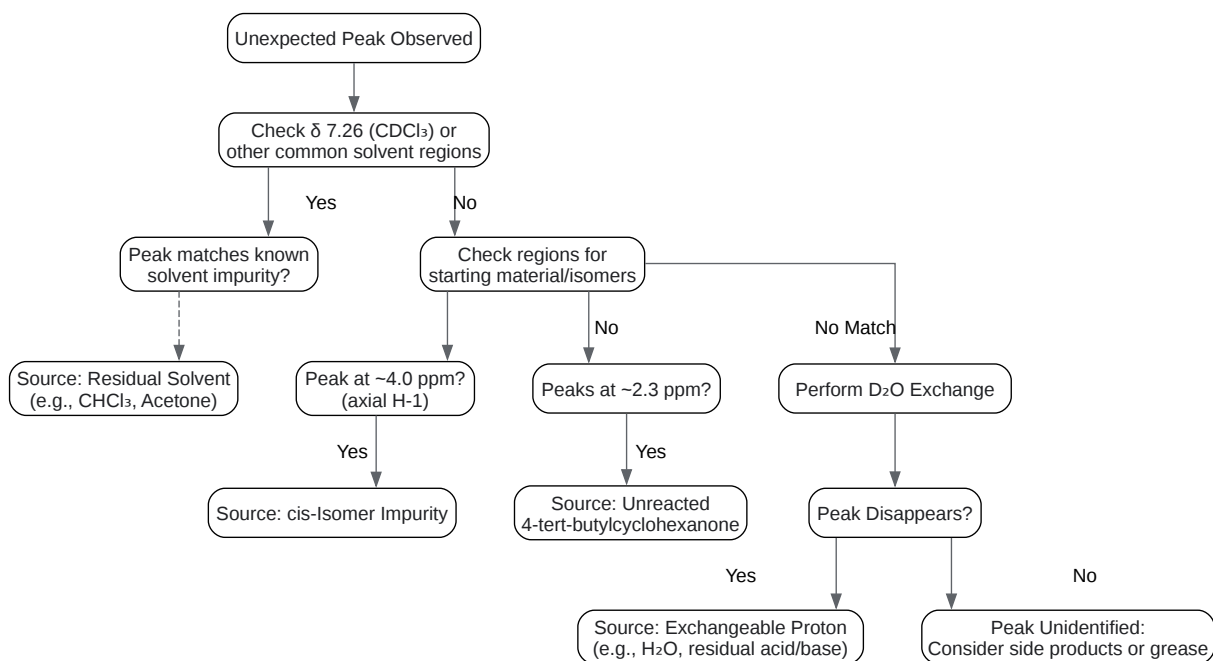 Unexpected Peak Observed
Check δ 7.26 (CDCl₃) or
other common solvent regions
Yes
No
Peak matches known
solvent impurity?
Check regions for
starting material/isomers
No
No Match
Source: Residual Solvent
(e.g., CHCl₃, Acetone)
Peak at ~4.0 ppm?
(axial H-1)
Peaks at ~2.3 ppm?
Perform D₂O Exchange
Yes
Yes
Source: cis-Isomer Impurity
Source: Unreacted
4-tert-butylcyclohexanone
Peak Disappears?
Yes
No
Source: Exchangeable Proton
(e.g., H₂O, residual acid/base)
Peak Unidentified:
Consider side products or grease